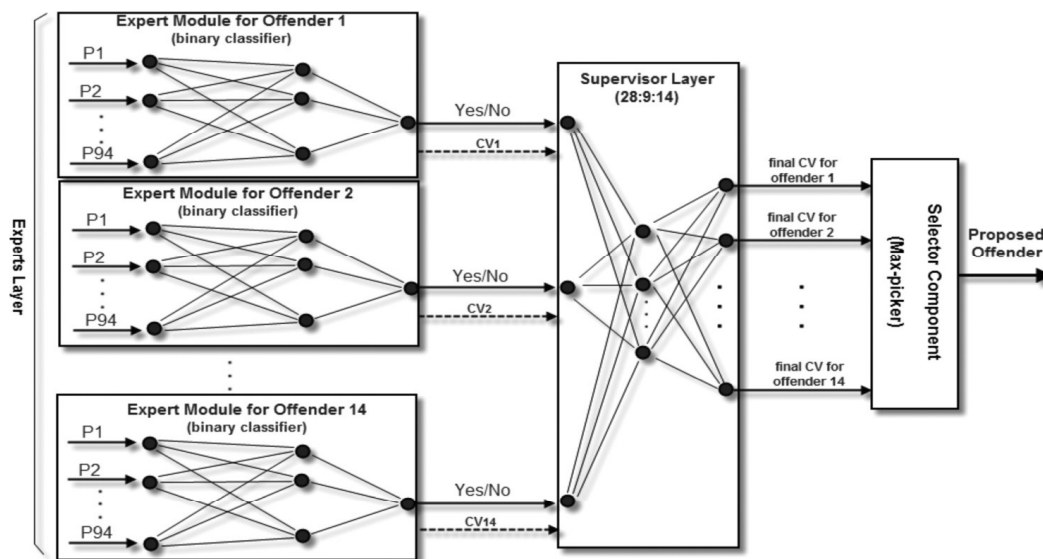 Experts Layer
Expert Module for Offender 1
(binary classifier)
P1
P2
P94
Yes/No
CV1
Expert Module for Offender 2
(binary classifier)
P1
P2
P94
Yes/No
CV2
Expert Module for Offender 14
(binary classifier)
P1
P2
P94
Yes/No
CV14
Supervisor Layer
(28:9:14)
final CV for
offender 1
final CV for
offender 2
final CV for
offender 14
Selector Component
(Max-picker)
Proposed
Offender